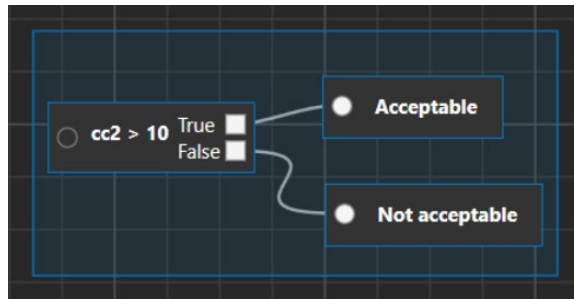 cc2 > 10
True
False
Acceptable
Not acceptable